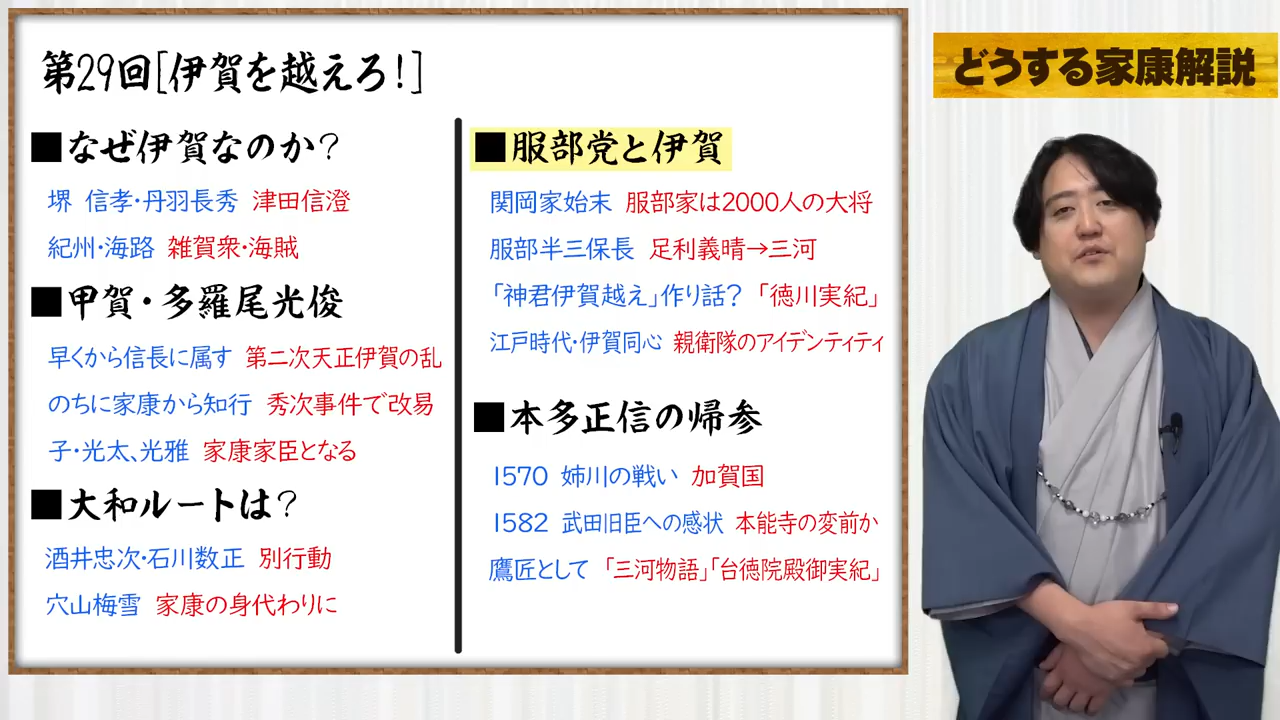 第29回[伊賀を越えろ!]
■なぜ伊賀なのか?
堺 信孝・丹羽長秀 津田信澄
紀州・海路 雑賀衆・海賊
■甲賀・多羅尾光俊
早くから信長に属す 第二次天正伊賀の乱
のちに家康から知行 秀次事件で改易
子・光太、光雅 家康家臣となる
■大和ルートは?
酒井忠次・石川数正 別行動
穴山梅雪 家康の身代わりに
■服部党と伊賀
関岡家始末 服部家は2000人の大将
服部半三保長 足利義晴→三河
「神君伊賀越え」作り話? 「徳川実紀」
江戸時代・伊賀同心 親衛隊のアイデンティティ
■本多正信の帰参
1570 姉川の戦い 加賀国
1582 武田旧臣への感状 本能寺の変前か
鷹匠として 「三河物語」「台徳院殿御実紀」
どうする家康解説